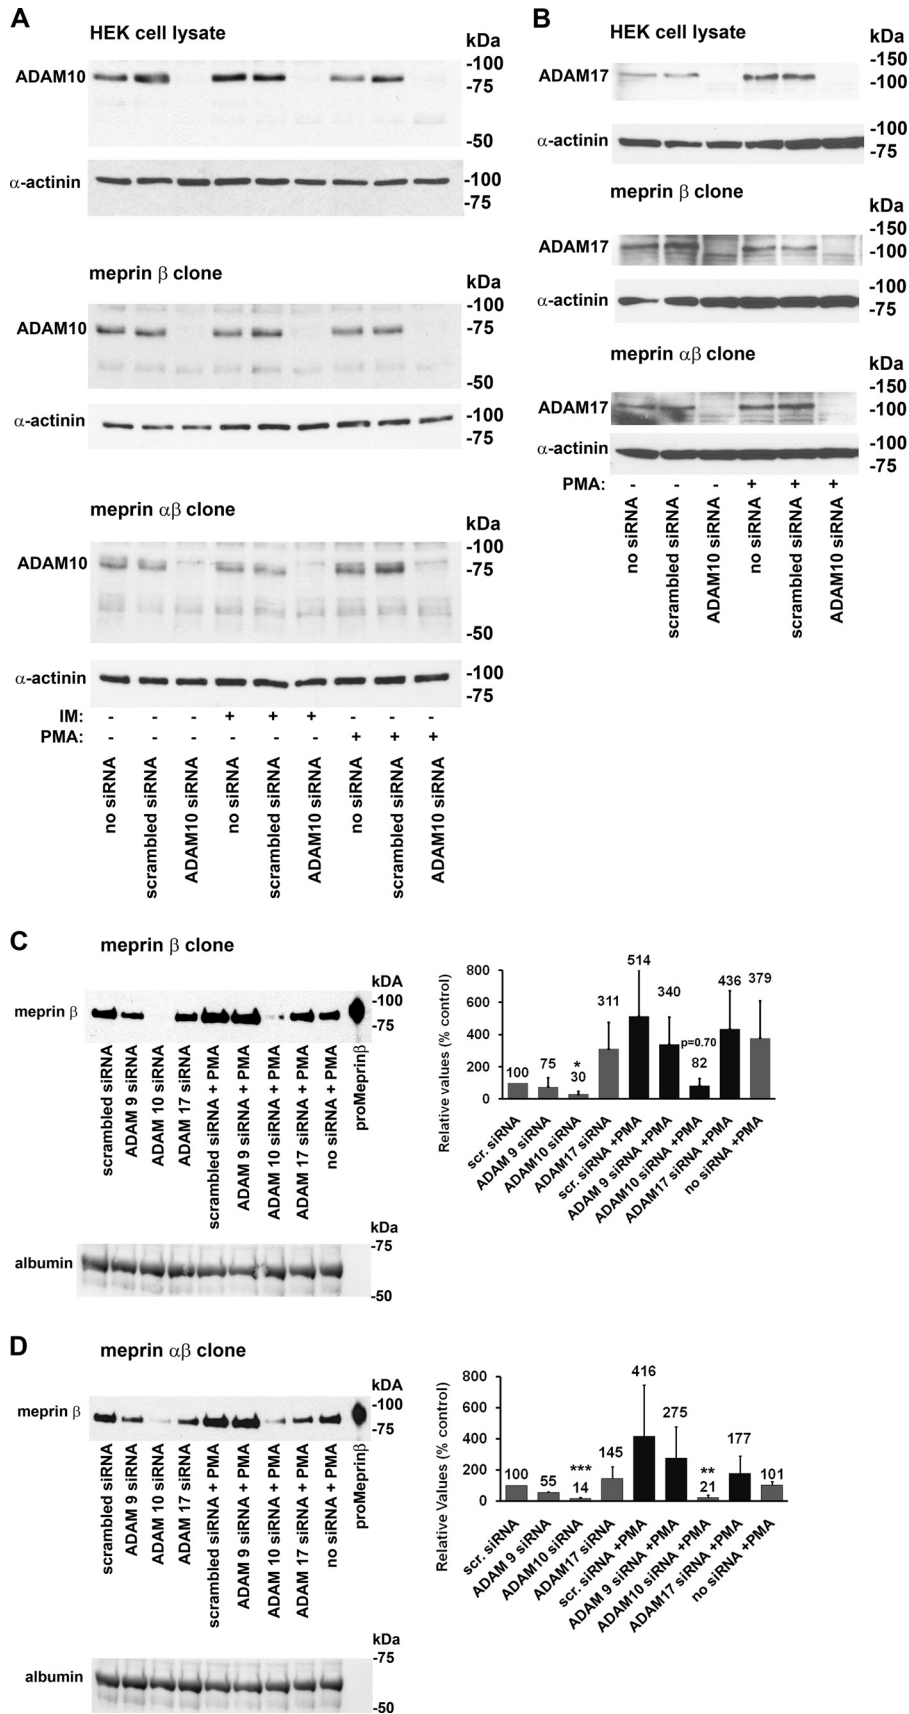 A
HEK cell lysate
kDa
ADAM10
-100
-75
-50
α-actinin
-100
-75
meprin β clone
kDa
-100
ADAM10
-75
-50
α-actinin
-100
-75
meprin αβ clone
kDa
-100
ADAM10
-75
-50
α-actinin
-100
-75
IM: - - - + + + - - -
PMA: - - - - - - + + +
no siRNA
scrambled siRNA
ADAM10 siRNA
no siRNA
scrambled siRNA
ADAM10 siRNA
no siRNA
scrambled siRNA
ADAM10 siRNA
B
HEK cell lysate
kDa
-150
ADAM17
-100
α-actinin
-100
-75
meprin β clone
kDa
-150
ADAM17
-100
α-actinin
-100
-75
meprin αβ clone
kDa
-150
ADAM17
-100
α-actinin
-100
-75
PMA: - - - + + +
no siRNA
scrambled siRNA
ADAM10 siRNA
no siRNA
scrambled siRNA
ADAM10 siRNA
C
meprin β clone
kDA
-100
meprin β
-75
scrambled siRNA
ADAM 9 siRNA
ADAM 10 siRNA
ADAM 17 siRNA
scrambled siRNA + PMA
ADAM 9 siRNA + PMA
ADAM 10 siRNA + PMA
ADAM 17 siRNA + PMA
no siRNA + PMA
proMeprinβ
kDa
-75
albumin
-50
Relative values (% control)
800
600
400
200
0
100
75
*
30
311
514
340
p=0.70
82
436
379
scr. siRNA
ADAM 9 siRNA
ADAM10 siRNA
ADAM17 siRNA
scr. siRNA +PMA
ADAM 9 siRNA +PMA
ADAM10 siRNA +PMA
ADAM17 siRNA +PMA
no siRNA +PMA
D
meprin αβ clone
kDA
-100
meprin β
-75
scrambled siRNA
ADAM 9 siRNA
ADAM 10 siRNA
ADAM 17 siRNA
scrambled siRNA + PMA
ADAM 9 siRNA + PMA
ADAM 10 siRNA + PMA
ADAM 17 siRNA + PMA
no siRNA + PMA
proMeprinβ
kDa
-75
albumin
-50
Relative Values (% control)
800
600
400
200
0
100
55
***
14
145
416
275
**
21
177
101
scr. siRNA
ADAM 9 siRNA
ADAM10 siRNA
ADAM17 siRNA
scr. siRNA +PMA
ADAM 9 siRNA +PMA
ADAM10 siRNA +PMA
ADAM17 siRNA +PMA
no siRNA +PMA